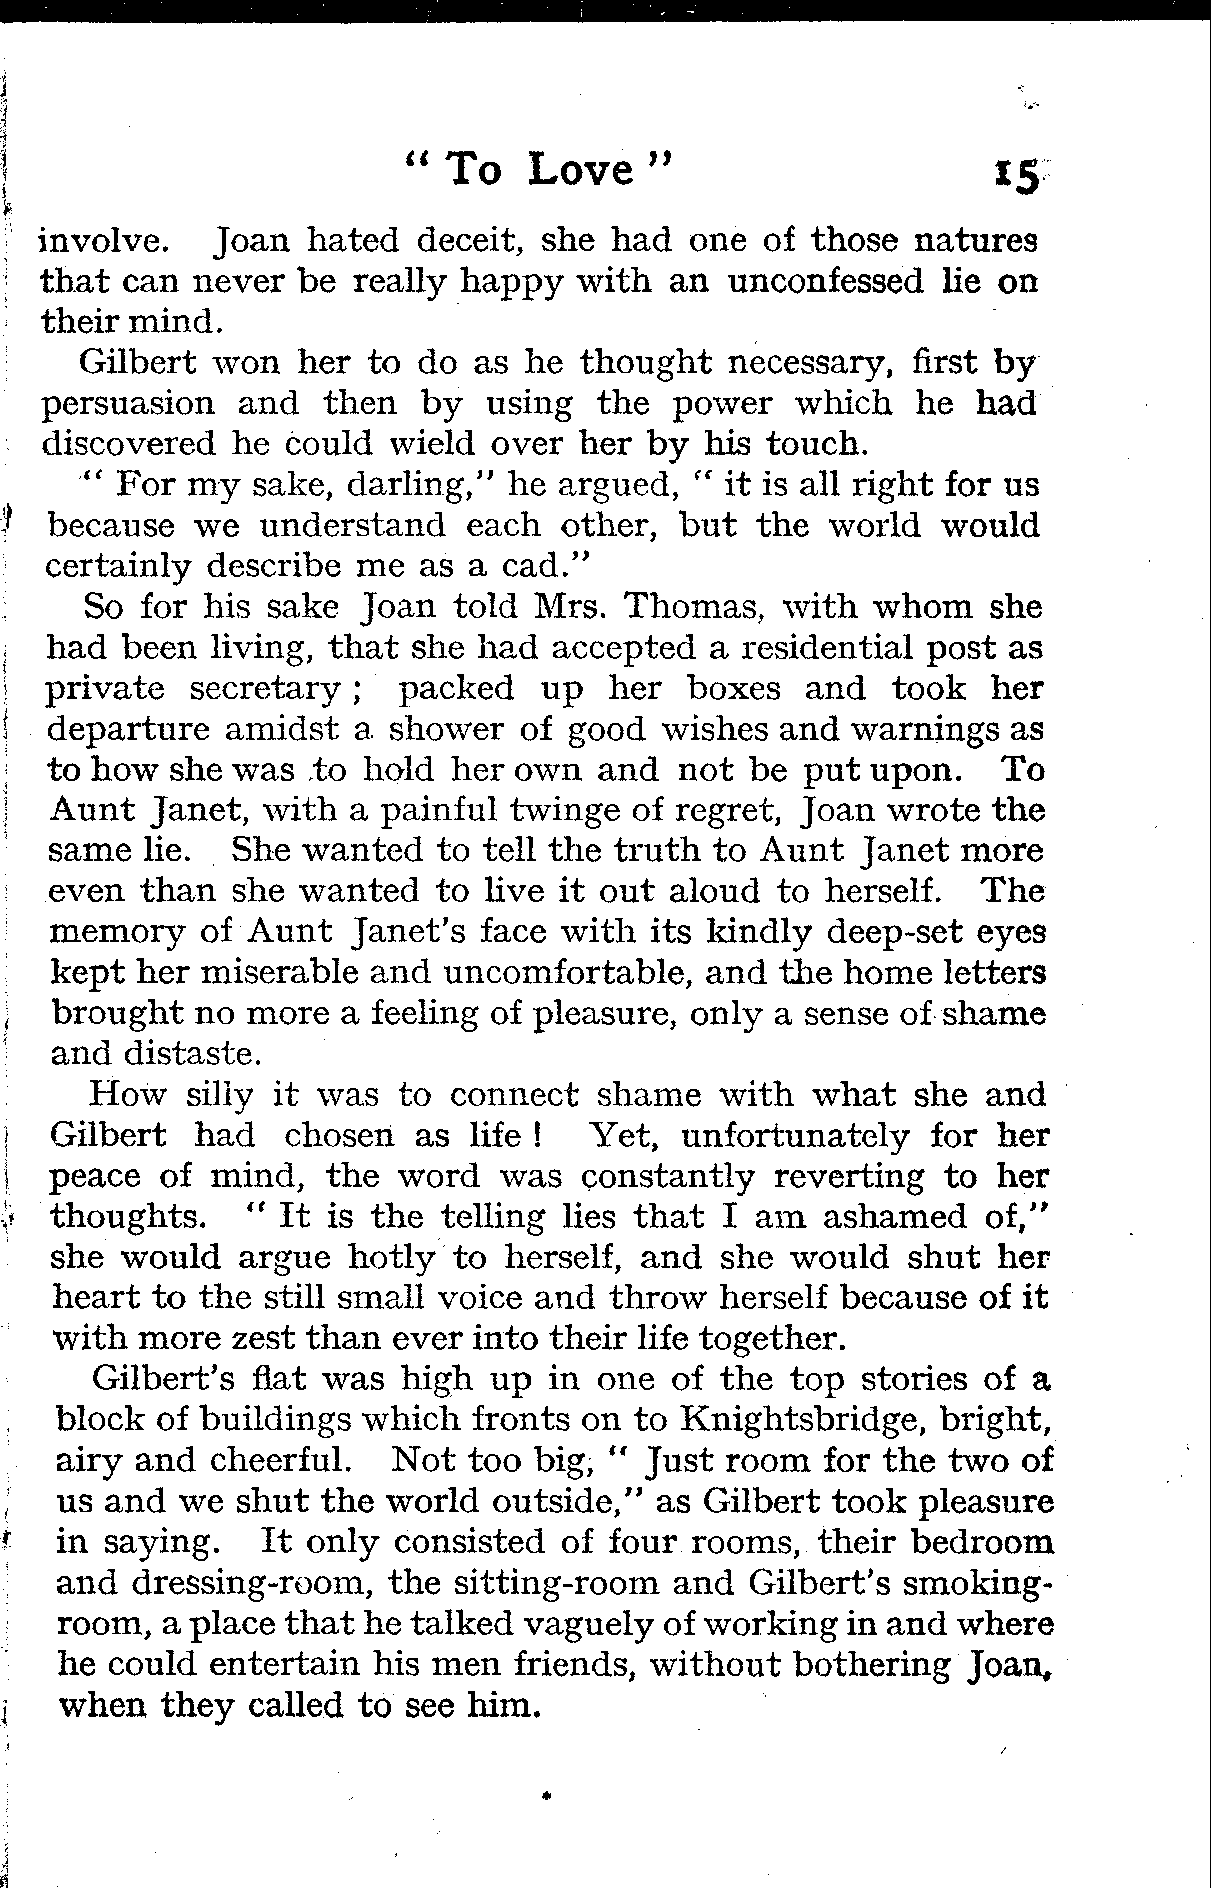 " To Love " 15
involve. Joan hated deceit, she had one of those natures
that can never be really happy with an unconfessed lie on
their mind.
Gilbert won her to do as he thought necessary, first by
persuasion and then by using the power which he had
discovered he could wield over her by his touch.
" For my sake, darling," he argued, " it is all right for us
because we understand each other, but the world would
certainly describe me as a cad."
So for his sake Joan told Mrs. Thomas, with whom she
had been living, that she had accepted a residential post as
private secretary ; packed up her boxes and took her
departure amidst a shower of good wishes and warnings as
to how she was to hold her own and not be put upon. To
Aunt Janet, with a painful twinge of regret, Joan wrote the
same lie. She wanted to tell the truth to Aunt Janet more
even than she wanted to live it out aloud to herself. The
memory of Aunt Janet's face with its kindly deep-set eyes
kept her miserable and uncomfortable, and the home letters
brought no more a feeling of pleasure, only a sense of shame
and distaste.
How silly it was to connect shame with what she and
Gilbert had chosen as life ! Yet, unfortunately for her
peace of mind, the word was constantly reverting to her
thoughts. " It is the telling lies that I am ashamed of,"
she would argue hotly to herself, and she would shut her
heart to the still small voice and throw herself because of it
with more zest than ever into their life together.
Gilbert's flat was high up in one of the top stories of a
block of buildings which fronts on to Knightsbridge, bright,
airy and cheerful. Not too big, " Just room for the two of
us and we shut the world outside," as Gilbert took pleasure
in saying. It only consisted of four rooms, their bedroom
and dressing-room, the sitting-room and Gilbert's smoking-
room, a place that he talked vaguely of working in and where
he could entertain his men friends, without bothering Joan,
when they called to see him.